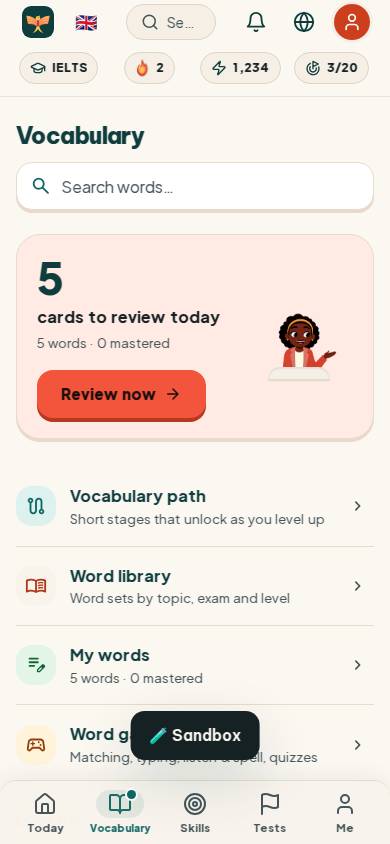 Se...
IELTS
2
1,234
3/20
Vocabulary
Search words...
5
cards to review today
5 words · 0 mastered
Review now →
Vocabulary path
Short stages that unlock as you level up
Word library
Word sets by topic, exam and level
My words
5 words · 0 mastered
Word
Sandbox
Matching, typing, listen & spell, quizzes
Today
Vocabulary
Skills
Tests
Me